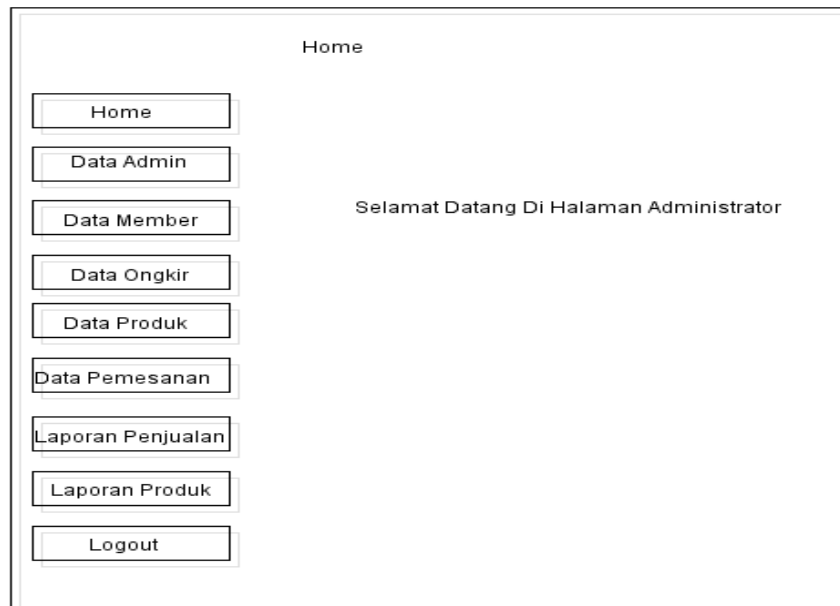 Home
Home
Data Admin
Data Member
Selamat Datang Di Halaman Administrator
Data Ongkir
Data Produk
Data Pemesanan
Laporan Penjualan
Laporan Produk
Logout